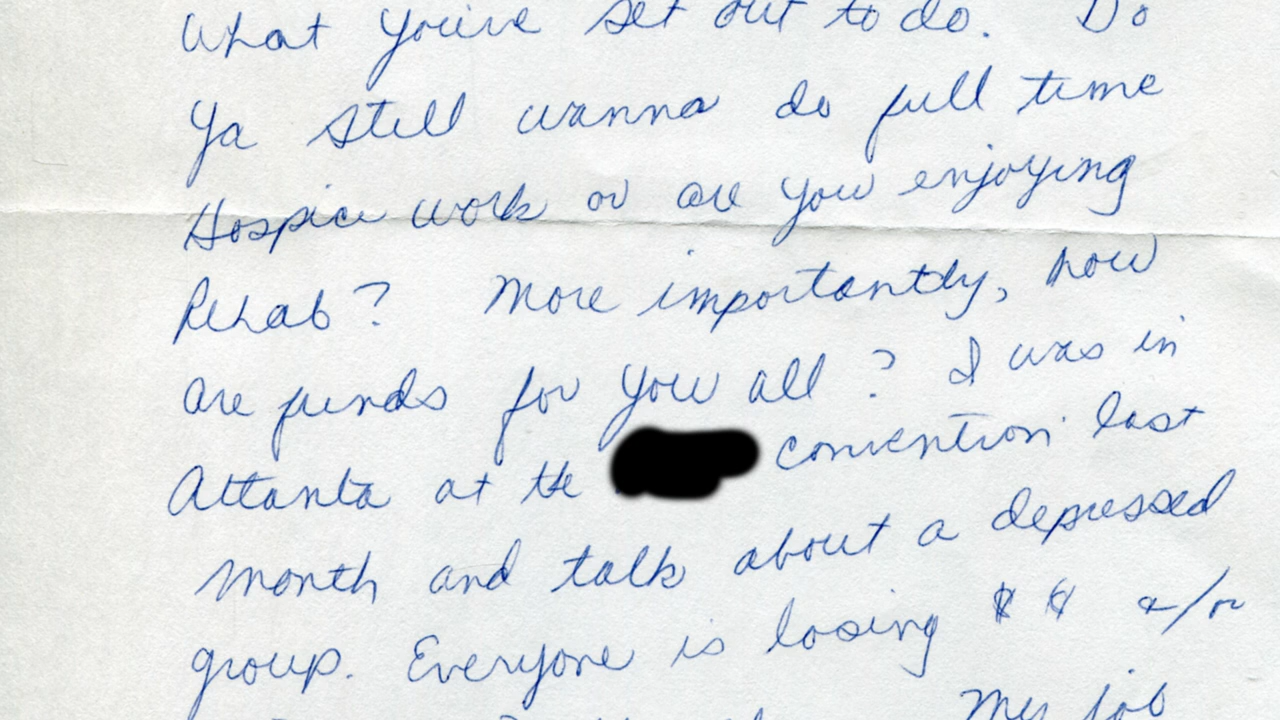 what you've set out to do. Do
Ya still wanna do full time
Hospice work or are you enjoying
Rehab? More importantly, how
are funds for you all? I was in
Attanta at the convention last
month and talk about a depressed
group. Everyone is losing $$ &/or
My job